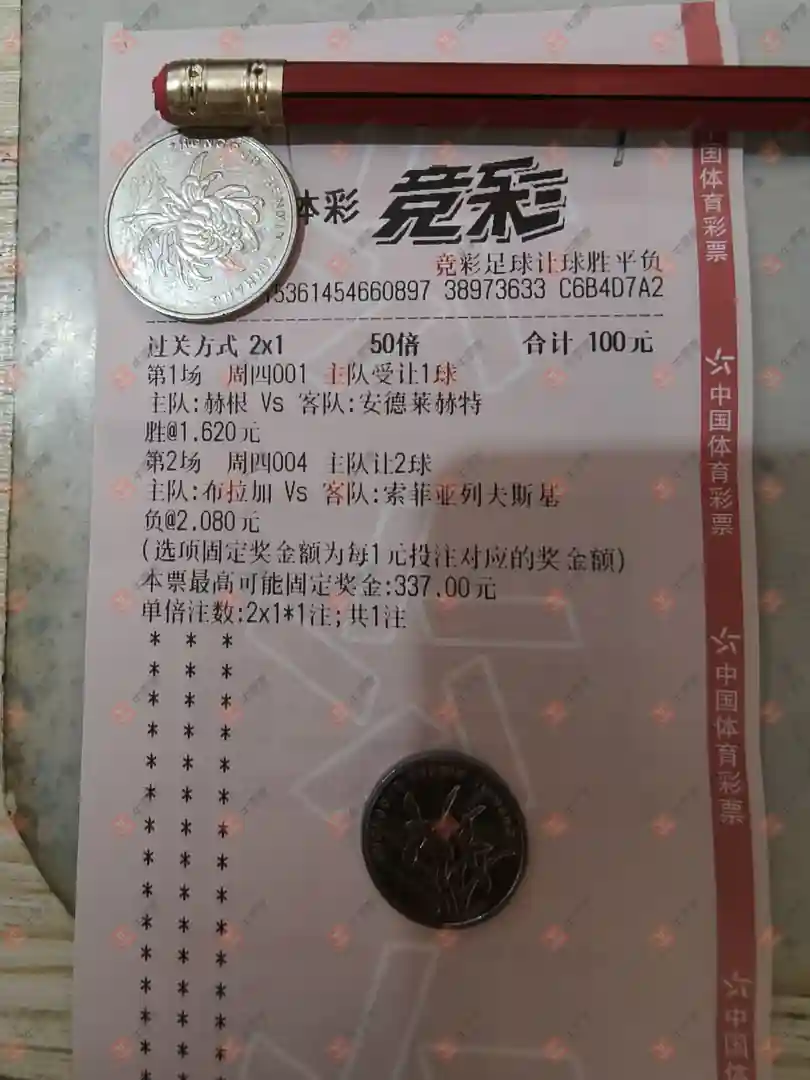 体彩 竞彩
竞彩足球让球胜平负
5361454660897 38973633 C6B4D7A2
过关方式 2x1 50倍 合计 100元
第1场 周四001 主队受让1球
主队:赫根 Vs 客队:安德莱赫特
胜@1.620元
第2场 周四004 主队让2球
主队:布拉加 Vs 客队:索菲亚列夫斯基
负@2.080元
(选项固定奖金额为每1元投注对应的奖金额)
本票最高可能固定奖金:337.00元
单倍注数:2x1*1注;共1注
* * *
* * *
* * *
* * *
* * *
* * *
* * *
* * *
* * *
* * *
* * *
* * *
* * *
* * *
国体育彩票
中国体育彩票
中国体育彩票
中国体